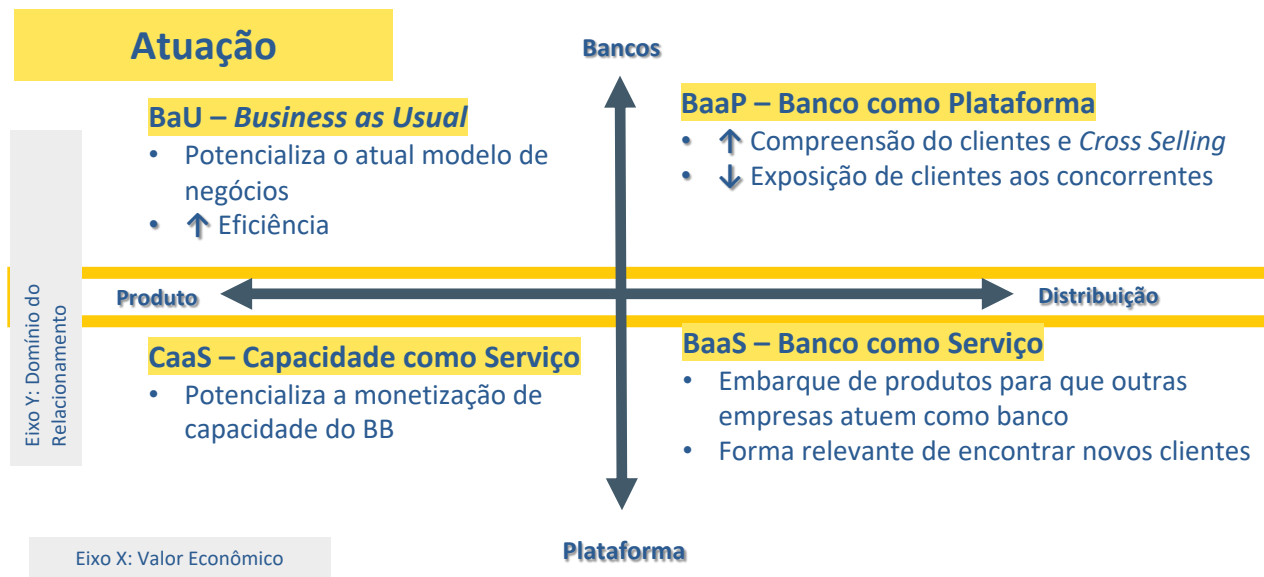 Atuação
Bancos
BaU – Business as Usual
• Potencializa o atual modelo de
negócios
• ↑ Eficiência
BaaP – Banco como Plataforma
• ↑ Compreensão do clientes e Cross Selling
• ↓ Exposição de clientes aos concorrentes
Eixo Y: Domínio do
Relacionamento
Produto
Distribuição
CaaS – Capacidade como Serviço
• Potencializa a monetização de
capacidade do BB
BaaS – Banco como Serviço
• Embarque de produtos para que outras
empresas atuem como banco
• Forma relevante de encontrar novos clientes
Plataforma
Eixo X: Valor Econômico